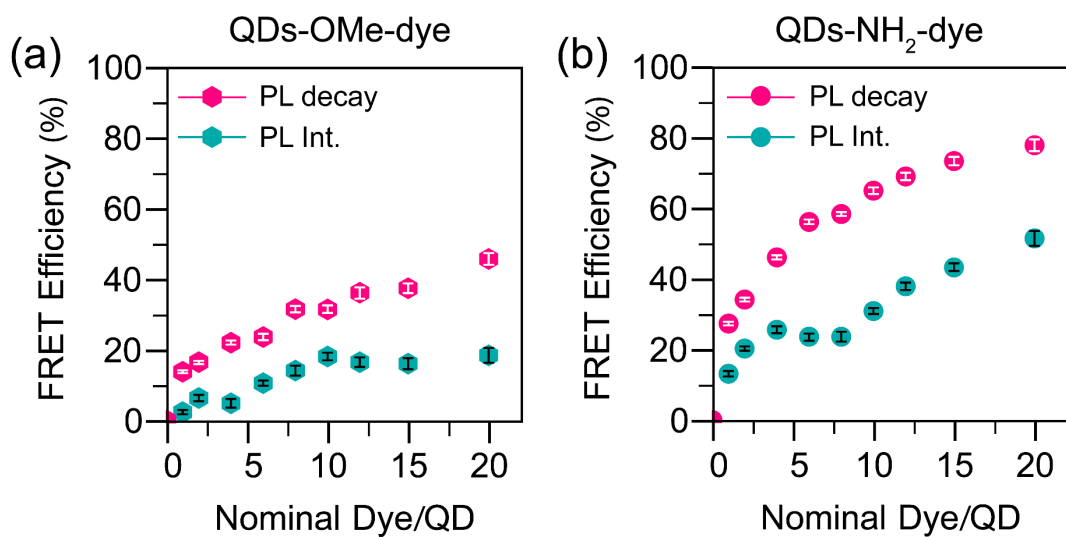 (a)
QDs-OMe-dye
FRET Efficiency (%)
100
80
60
40
20
0
PL decay
PL Int.
0 5 10 15 20
Nominal Dye/QD
(b)
QDs-NH₂-dye
FRET Efficiency (%)
100
80
60
40
20
0
PL decay
PL Int.
0 5 10 15 20
Nominal Dye/QD